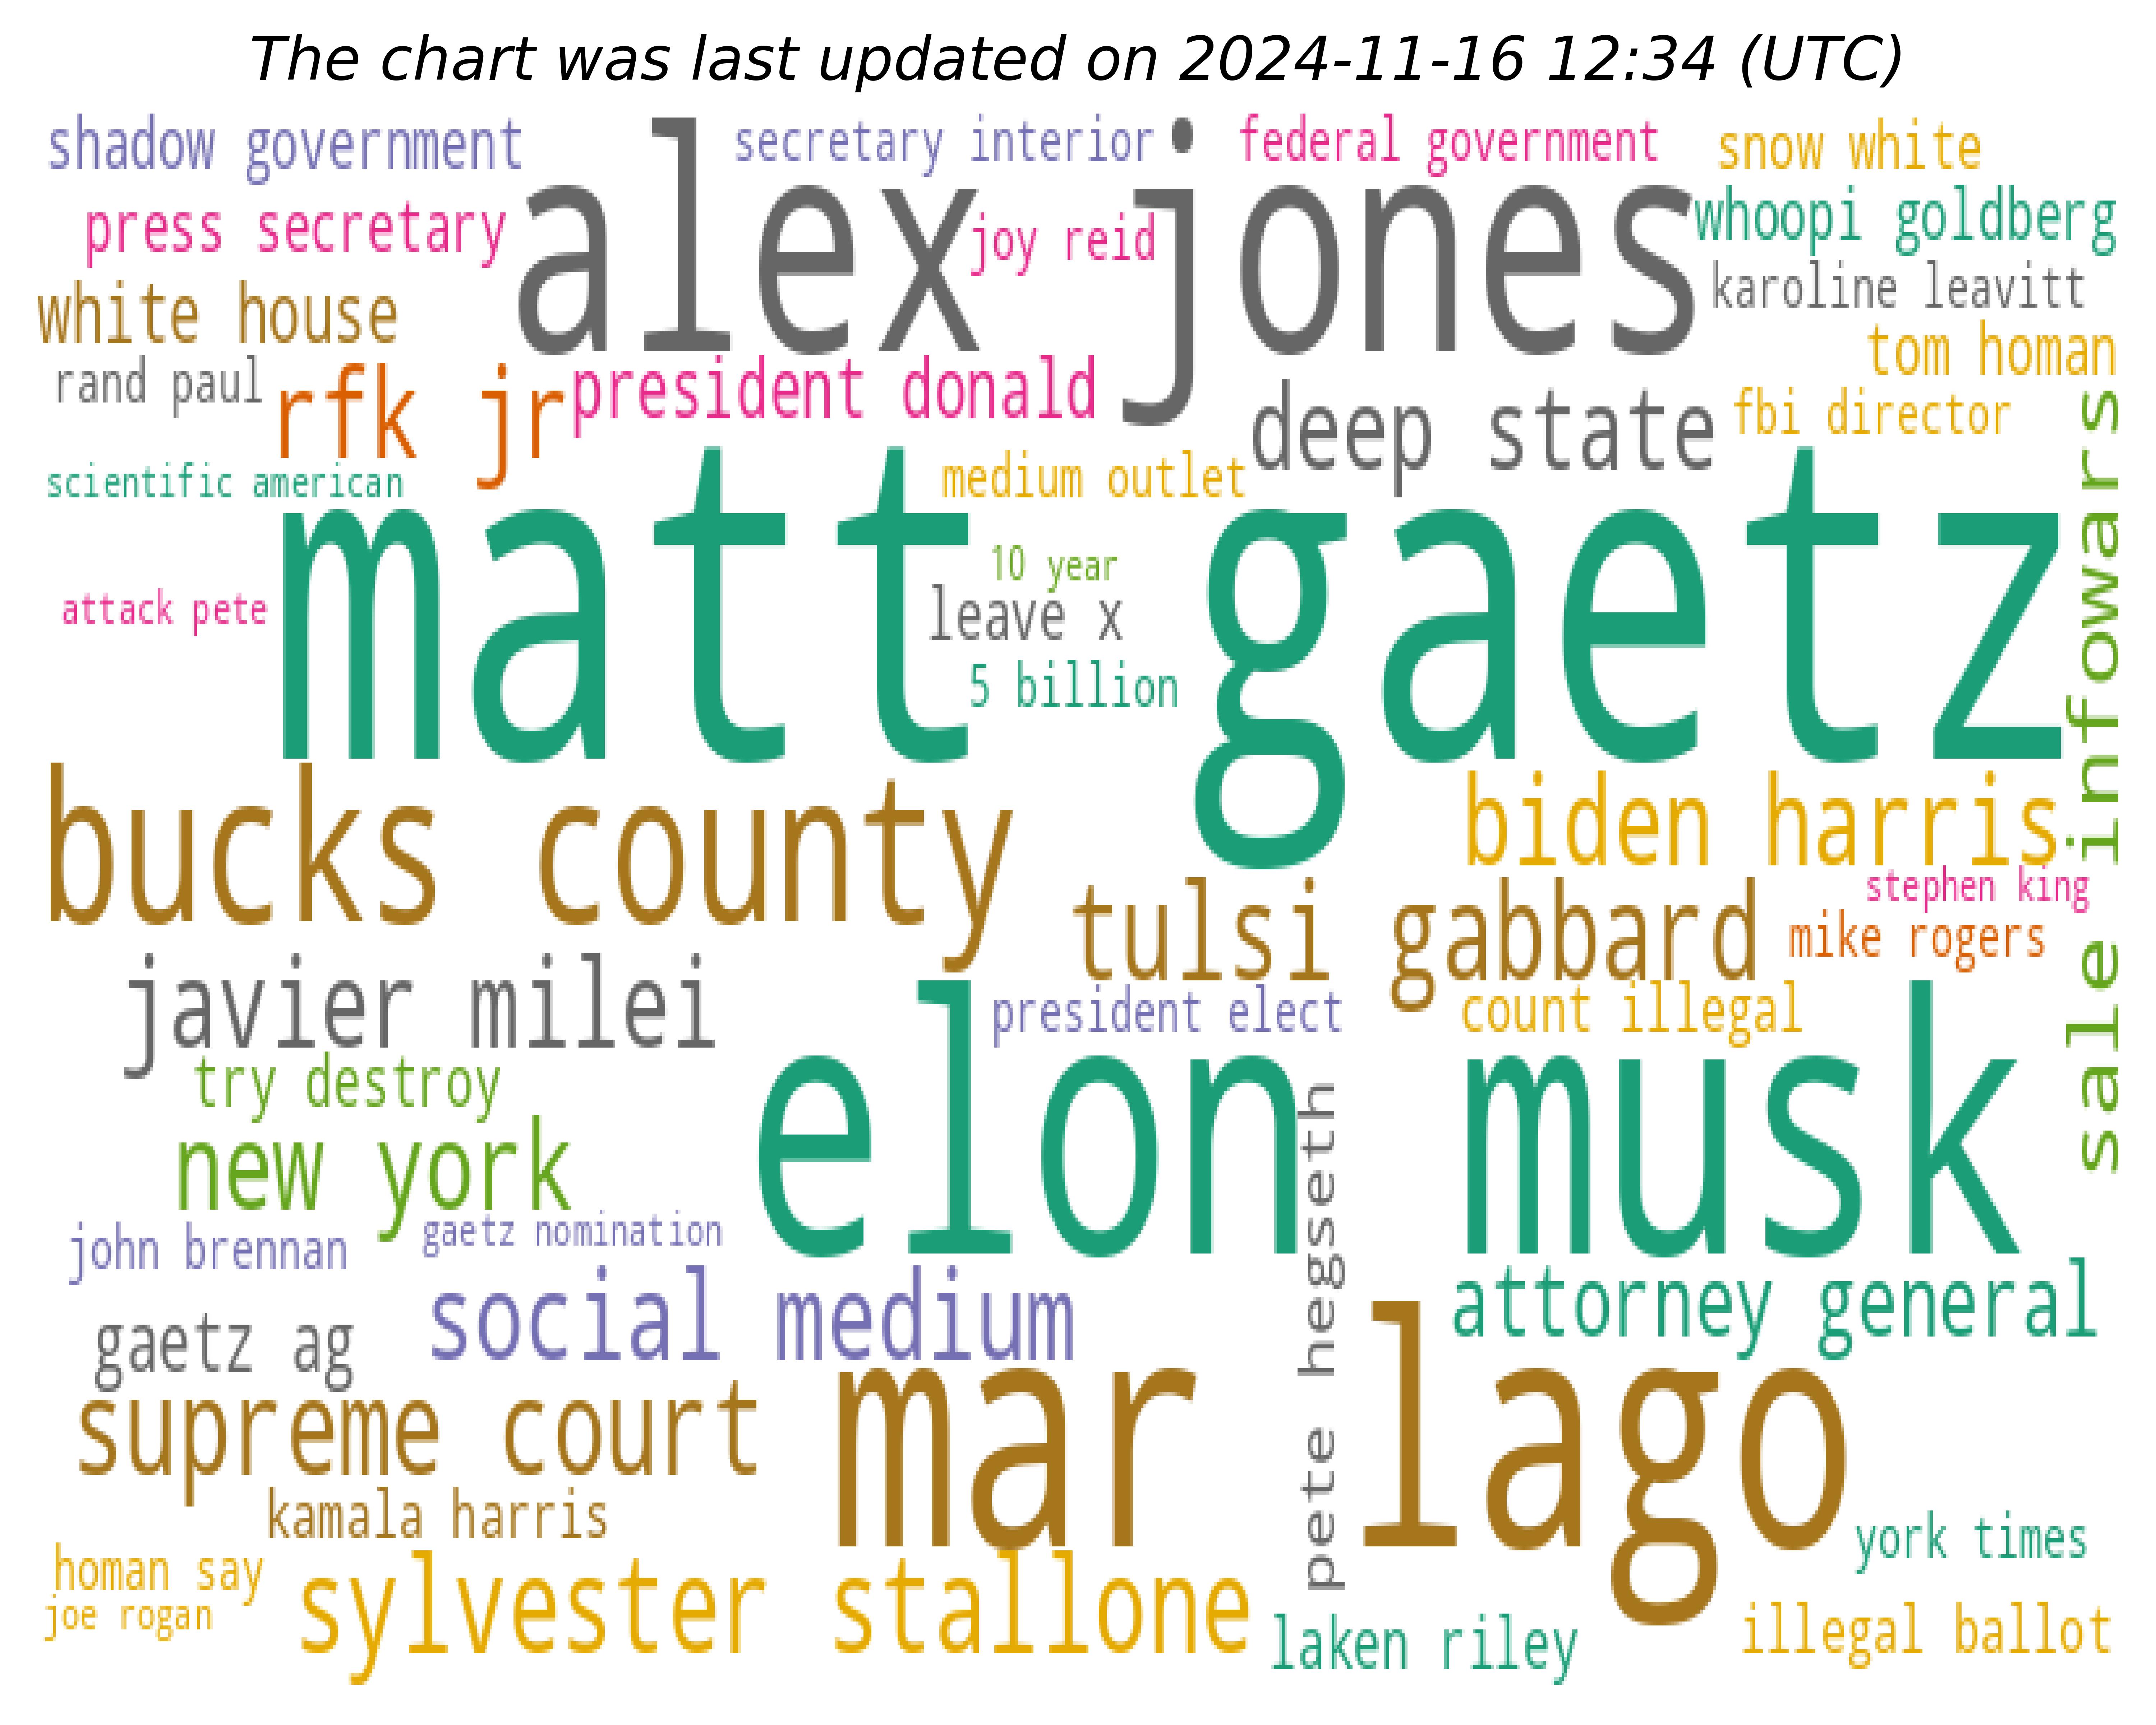 The chart was last updated on 2024-11-16 12:34 (UTC)
shadow government
secretary interior
federal government
snow white
alex jones
press secretary
joy reid
whoopi goldberg
karoline leavitt
white house
tom homan
rand paul
rfk jr
president donald
deep state
fbi director
scientific american
medium outlet
matt gaetz
10 year
attack pete
leave x
5 billion
sale infowars
bucks county
biden harris
tulsi gabbard
stephen king
mike rogers
javier milei
president elect
count illegal
elon musk
try destroy
new york
john brennan
gaetz nomination
pete hegseth
social medium
attorney general
gaetz ag
mar lago
supreme court
kamala harris
york times
homan say
joe rogan
sylvester stallone
laken riley
illegal ballot